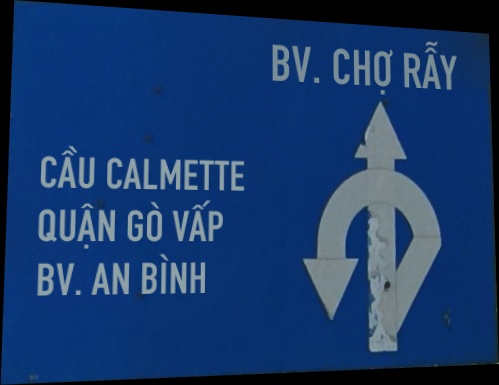 BV. CHỢ RẪY
CẦU CALMETTE
QUẬN GÒ VẤP
BV. AN BÌNH